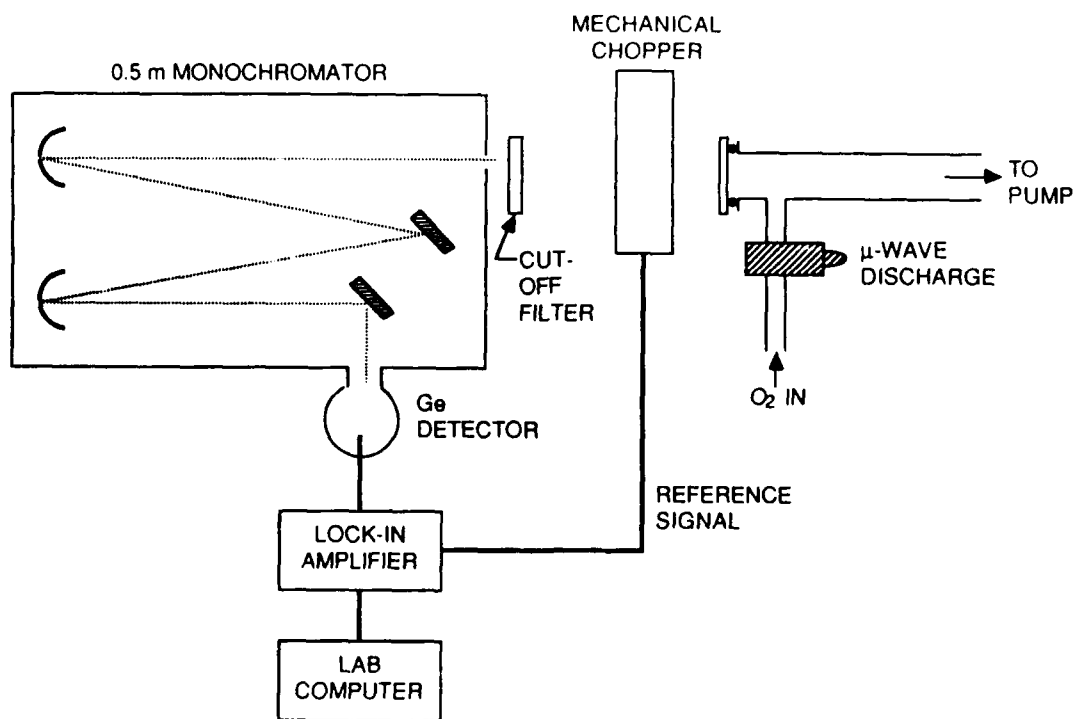 MECHANICAL
CHOPPER
0.5 m MONOCHROMATOR
TO
PUMP
CUT-
OFF
FILTER
μ-WAVE
DISCHARGE
O₂ IN
Ge
DETECTOR
REFERENCE
SIGNAL
LOCK-IN
AMPLIFIER
LAB
COMPUTER